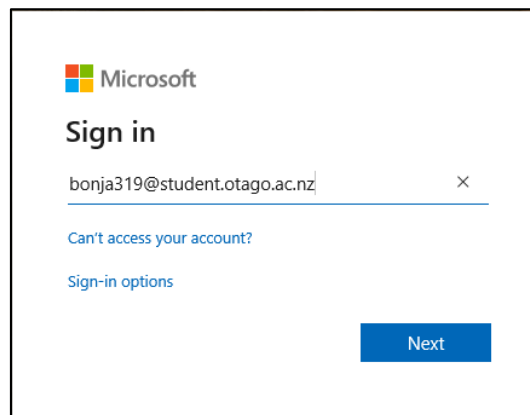 Microsoft
Sign in
bonja319@student.otago.ac.nz
Can't access your account?
Sign-in options
Next